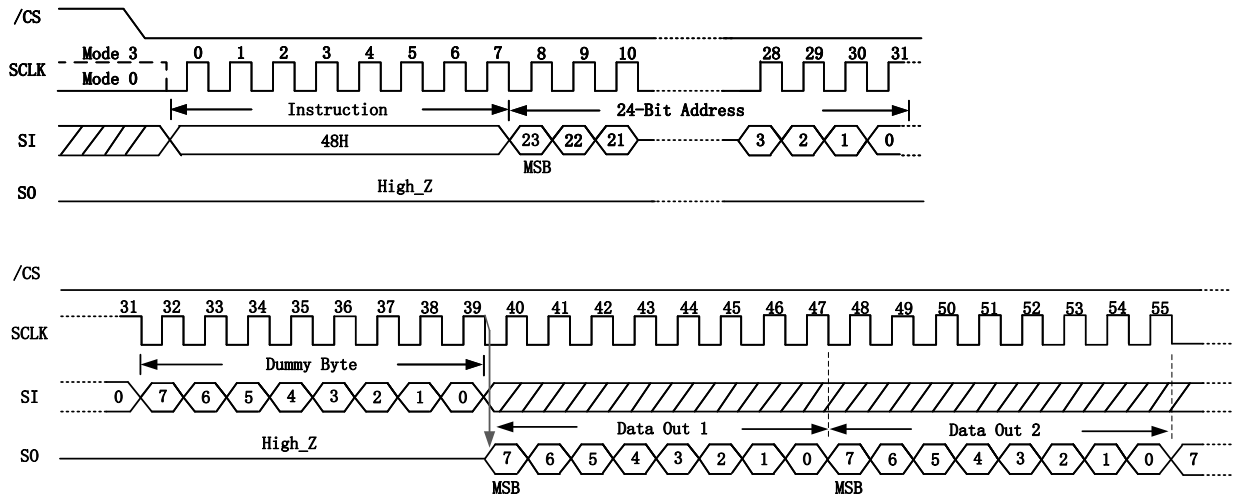 /CS
Mode 3 0 1 2 3 4 5 6 7 8 9 10 28 29 30 31
SCLK
Mode 0
Instruction 24-Bit Address
SI 48H 23 22 21 3 2 1 0
MSB
High_Z
SO
/CS
31 32 33 34 35 36 37 38 39 40 41 42 43 44 45 46 47 48 49 50 51 52 53 54 55
SCLK
Dummy Byte
SI 0 7 6 5 4 3 2 1 0
High_Z Data Out 1 Data Out 2
SO 7 6 5 4 3 2 1 0 7 6 5 4 3 2 1 0 7
MSB MSB